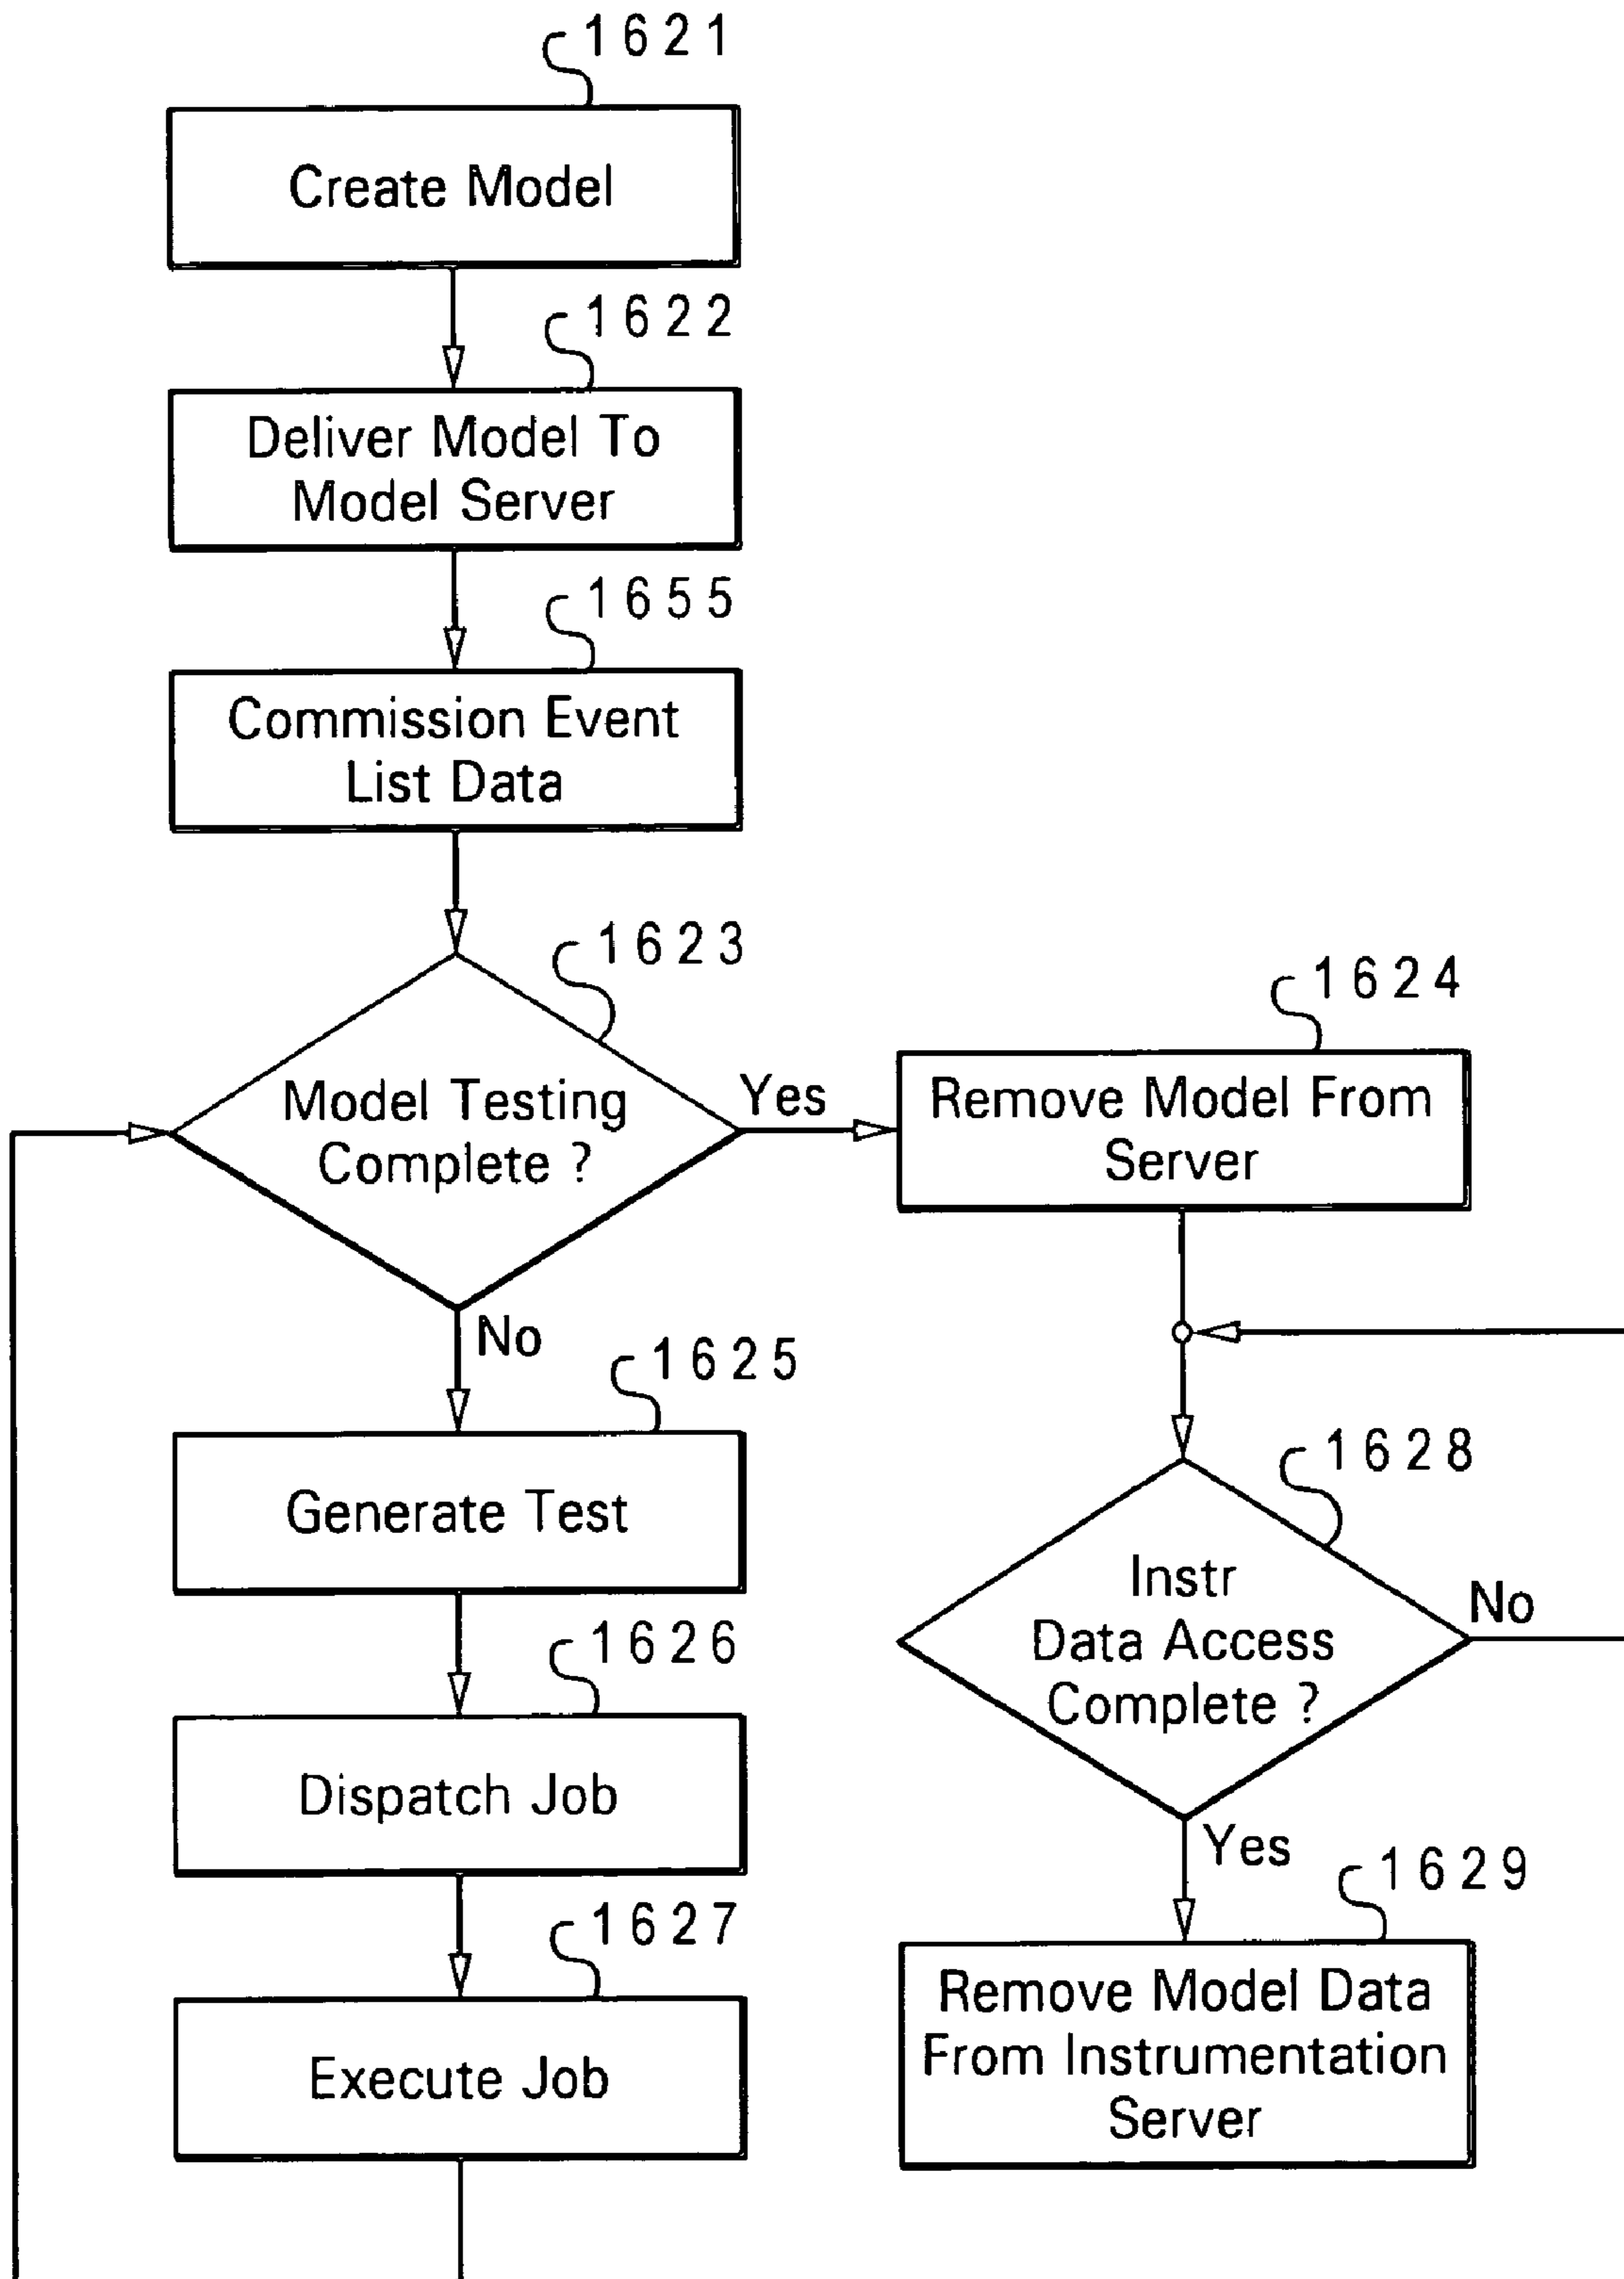 1621
Create Model
1622
Deliver Model To
Model Server
1655
Commission Event
List Data
1623
Model Testing
Complete ?
Yes
No
1624
Remove Model From
Server
1625
Generate Test
1626
Dispatch Job
1627
Execute Job
1628
Instr
Data Access
Complete ?
No
Yes
1629
Remove Model Data
From Instrumentation
Server